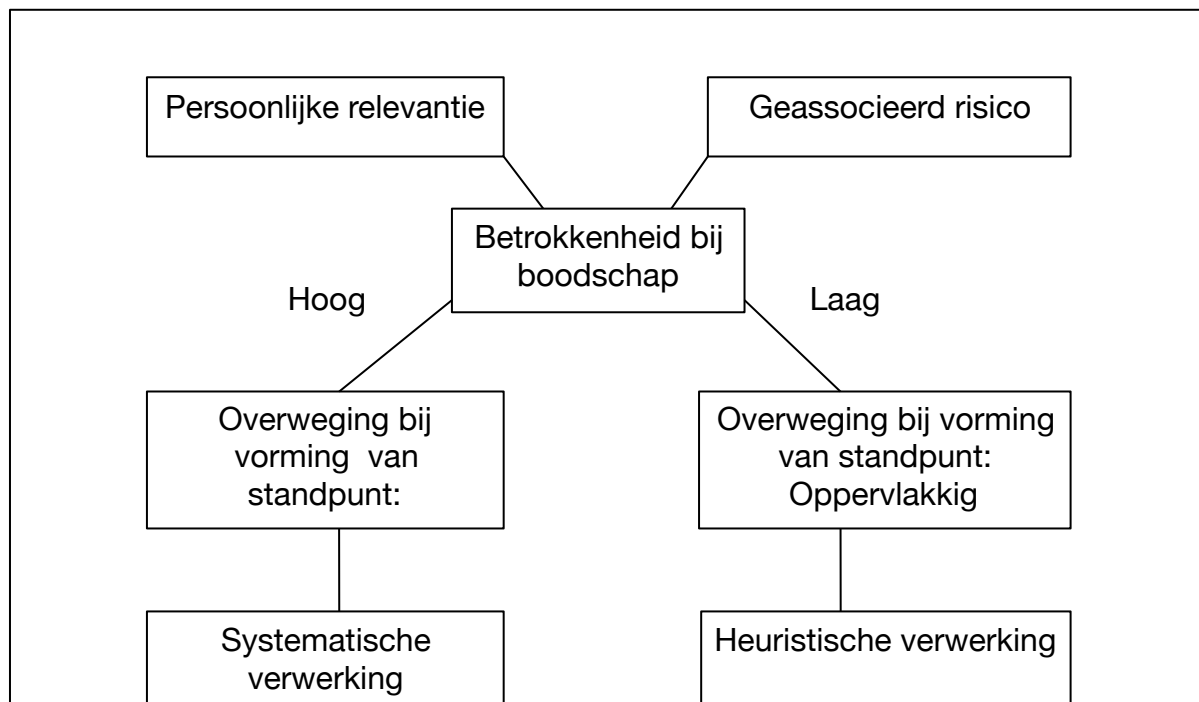 Persoonlijke relevantie
Geassocieerd risico
Betrokkenheid bij
boodschap
Hoog
Laag
Overweging bij
vorming  van
standpunt:
Overweging bij vorming
van standpunt:
Oppervlakkig
Systematische
verwerking
Heuristische verwerking